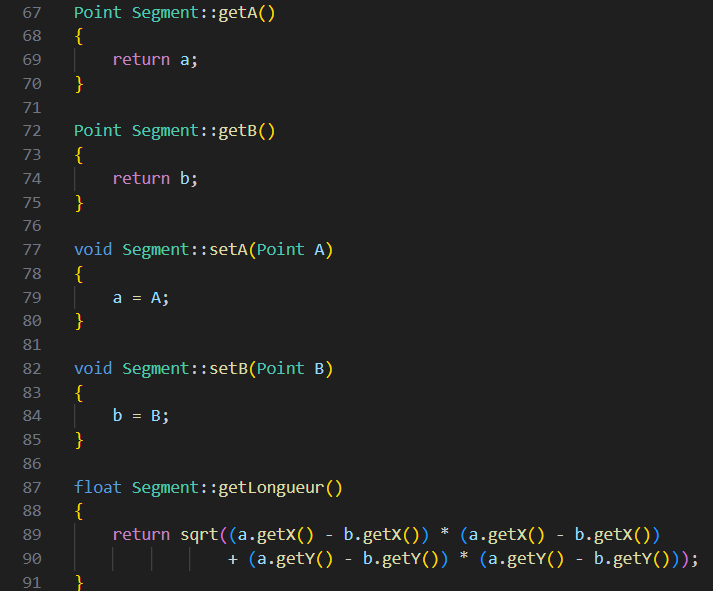 67 Point Segment::getA()
68 {
69     return a;
70 }
71
72 Point Segment::getB()
73 {
74     return b;
75 }
76
77 void Segment::setA(Point A)
78 {
79     a = A;
80 }
81
82 void Segment::setB(Point B)
83 {
84     b = B;
85 }
86
87 float Segment::getLongueur()
88 {
89     return sqrt((a.getX() - b.getX()) * (a.getX() - b.getX())
90                 + (a.getY() - b.getY()) * (a.getY() - b.getY()));
91 }